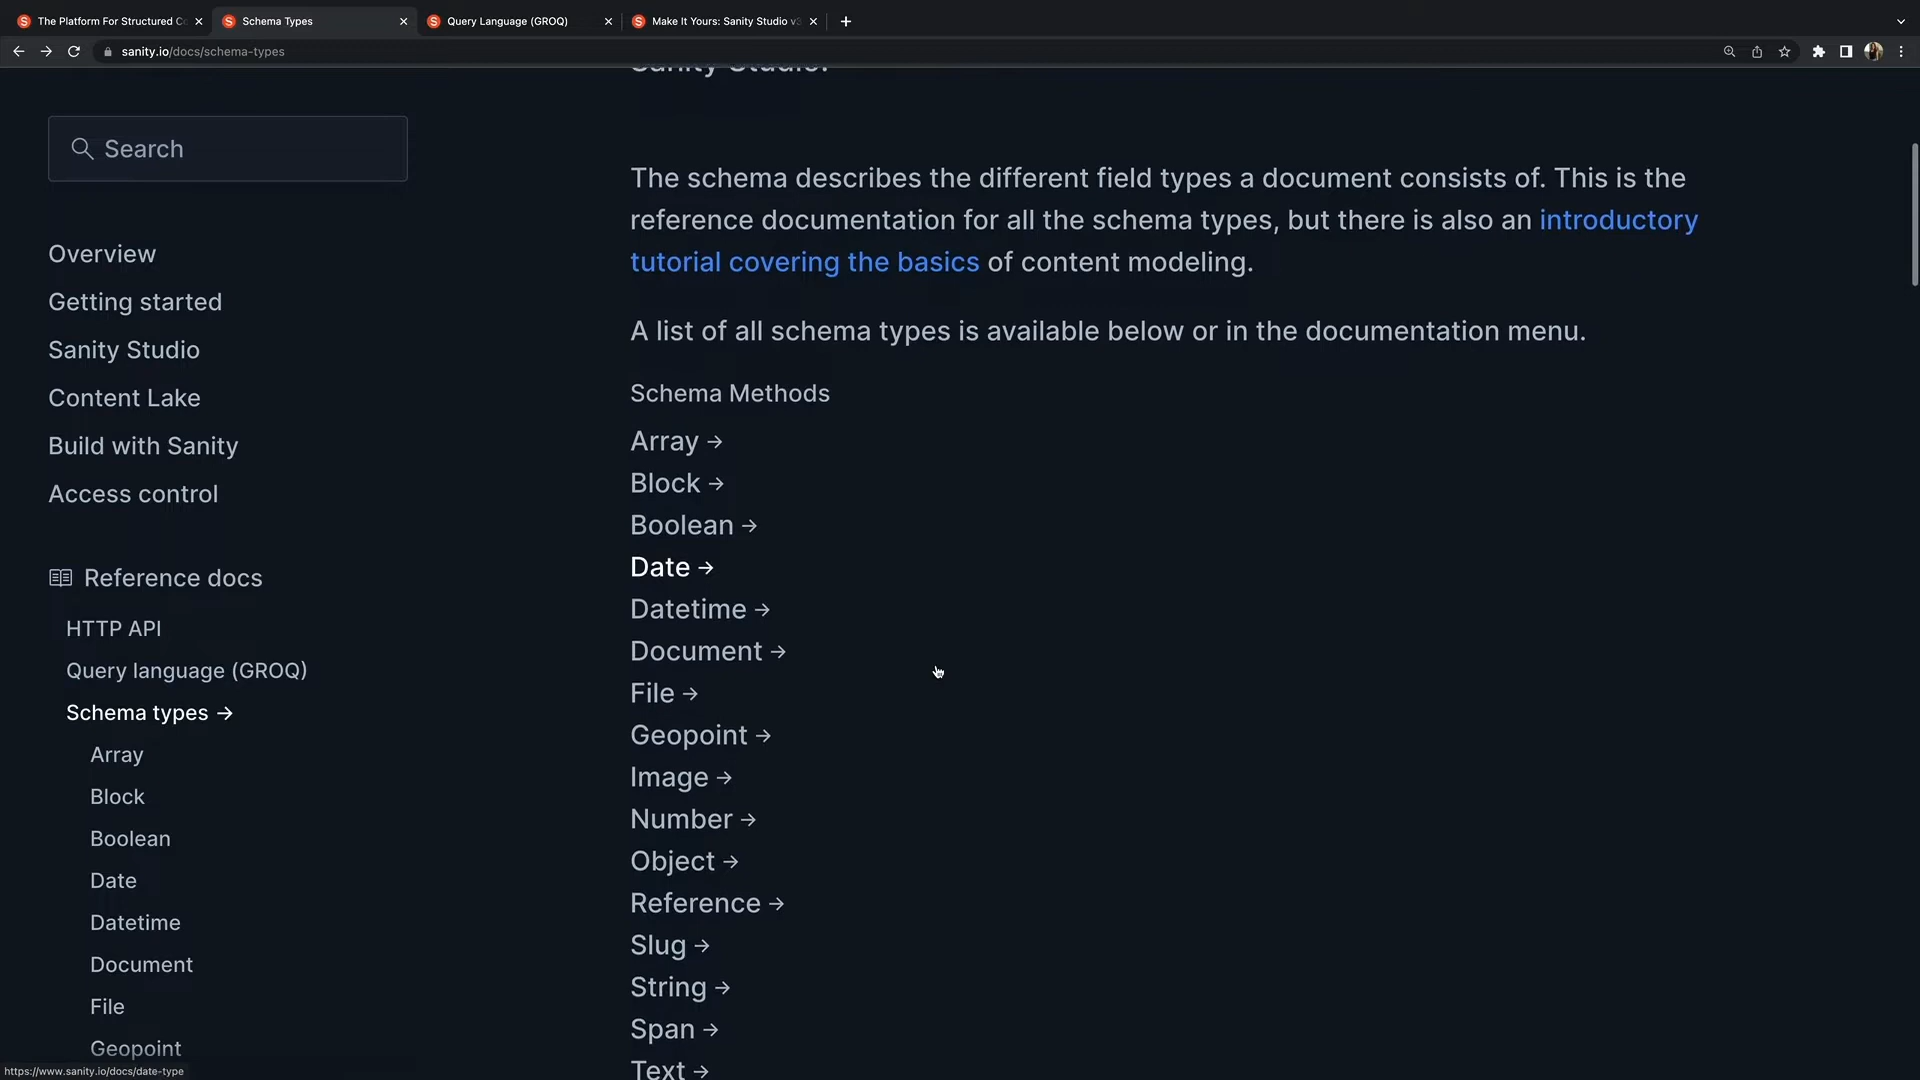 The Platform For Structured Co
Schema Types
Query Language (GROQ)
Make It Yours: Sanity Studio v3
sanity.io/docs/schema-types
Sanity Studio.
Search
Overview
Getting started
Sanity Studio
Content Lake
Build with Sanity
Access control
Reference docs
HTTP API
Query language (GROQ)
Schema types →
Array
Block
Boolean
Date
Datetime
Document
File
Geopoint
The schema describes the different field types a document consists of. This is the
reference documentation for all the schema types, but there is also an introductory
tutorial covering the basics of content modeling.
A list of all schema types is available below or in the documentation menu.
Schema Methods
Array →
Block →
Boolean →
Date →
Datetime →
Document →
File →
Geopoint →
Image →
Number →
Object →
Reference →
Slug →
String →
Span →
Text →
https://www.sanity.io/docs/date-type